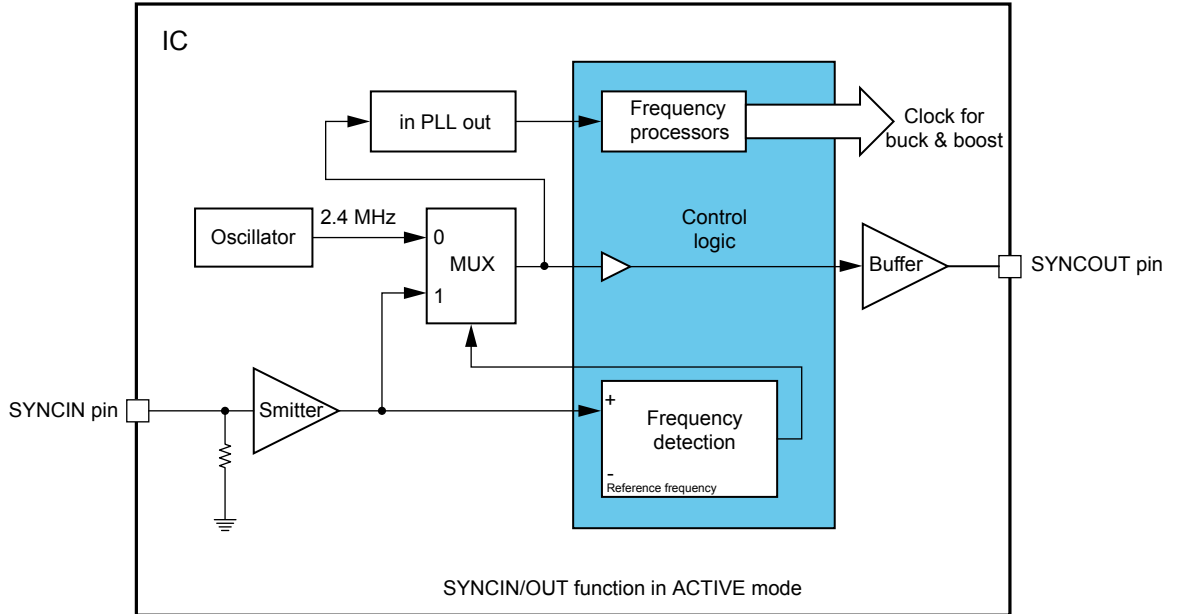 IC
in PLL out
Frequency
processors
Clock for
buck & boost
2.4 MHz
Oscillator
0
MUX
1
Control
logic
Buffer
SYNCOUT pin
SYNCIN pin
Smitter
+
Frequency
detection
-
Reference frequency
SYNCIN/OUT function in ACTIVE mode